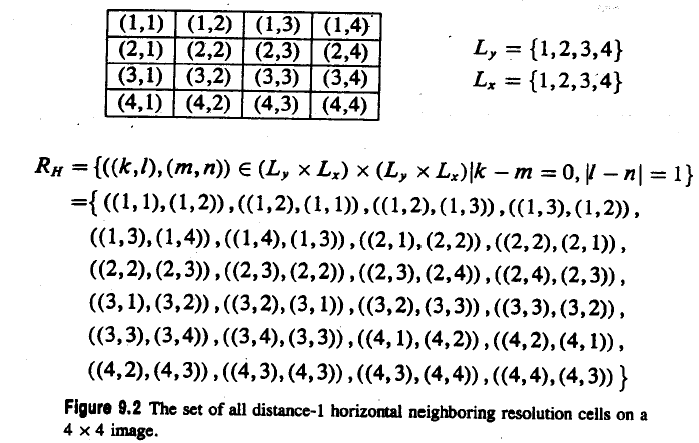 (1,1) (1,2) (1,3) (1,4)
(2,1) (2,2) (2,3) (2,4)
(3,1) (3,2) (3,3) (3,4)
(4,1) (4,2) (4,3) (4,4)
L_y = {1,2,3,4}
L_x = {1,2,3,4}
R_H = {((k,l),(m,n)) ∈ (L_y × L_x) × (L_y × L_x)|k − m = 0, |l − n| = 1}
={ ((1,1),(1,2)),((1,2),(1,1)),((1,2),(1,3)),((1,3),(1,2)),
((1,3),(1,4)),((1,4),(1,3)),((2,1),(2,2)),((2,2),(2,1)),
((2,2),(2,3)),((2,3),(2,2)),((2,3),(2,4)),((2,4),(2,3)),
((3,1),(3,2)),((3,2),(3,1)),((3,2),(3,3)),((3,3),(3,2)),
((3,3),(3,4)),((3,4),(3,3)),((4,1),(4,2)),((4,2),(4,1)),
((4,2),(4,3)),((4,3),(4,3)),((4,3),(4,4)),((4,4),(4,3)) }
Figure 9.2 The set of all distance-1 horizontal neighboring resolution cells on a
4 × 4 image.